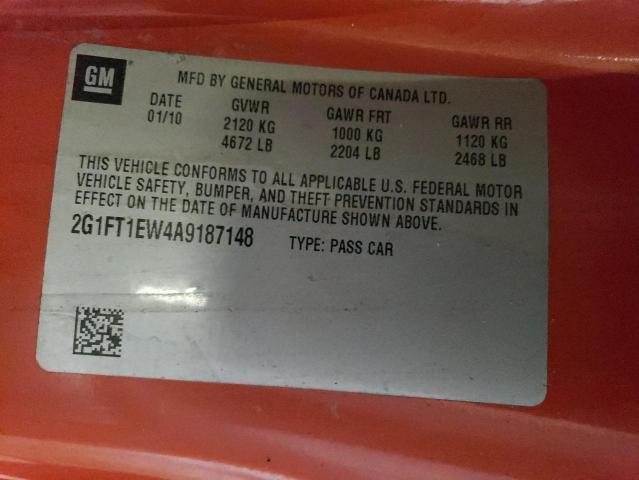 GM
MFD BY GENERAL MOTORS OF CANADA LTD.
DATE GVWR GAWR FRT GAWR RR
01/10 2120 KG 1000 KG 1120 KG
4672 LB 2204 LB 2468 LB
THIS VEHICLE CONFORMS TO ALL APPLICABLE U.S. FEDERAL MOTOR
VEHICLE SAFETY, BUMPER, AND THEFT PREVENTION STANDARDS IN
EFFECT ON THE DATE OF MANUFACTURE SHOWN ABOVE.
2G1FT1EW4A9187148 TYPE: PASS CAR